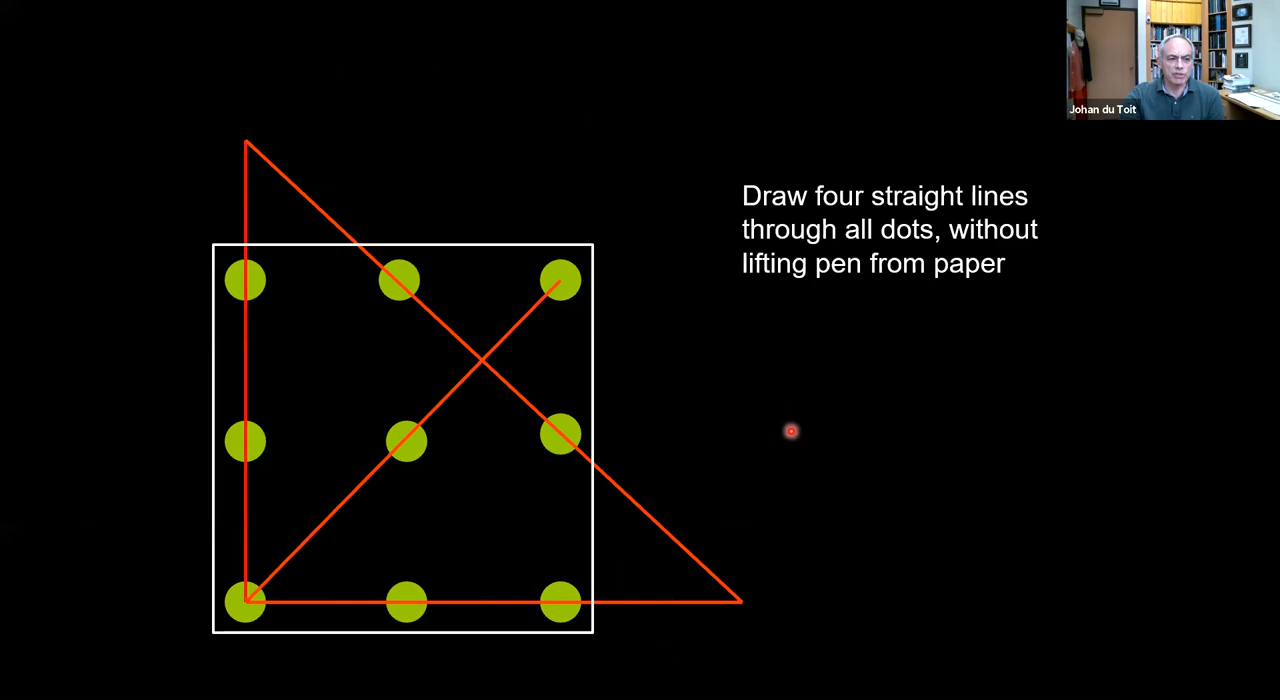 Johan du Toit
Draw four straight lines
through all dots, without
lifting pen from paper